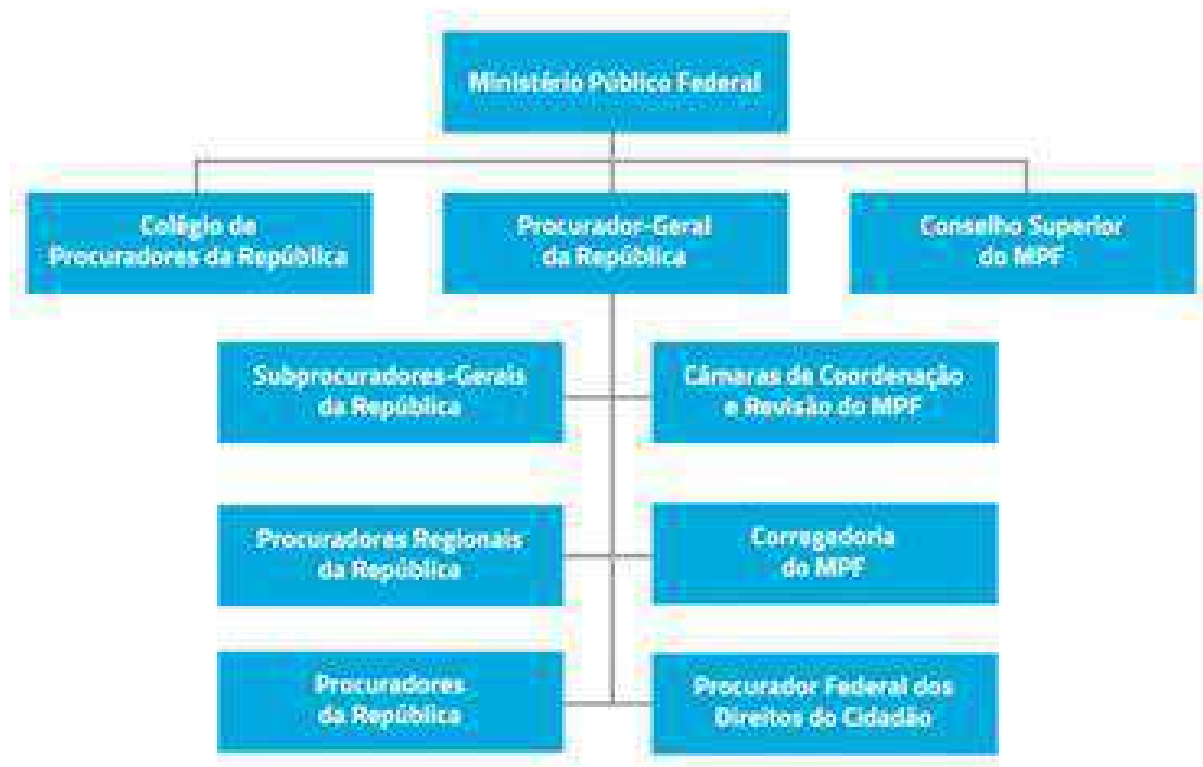 Ministério Público Federal
Colégio de
Procuradores da República
Procurador-Geral
da República
Conselho Superior
do MPF
Subprocuradores-Gerais
da República
Câmaras de Coordenação
e Revisão do MPF
Procuradores Regionais
da República
Corregedoria
do MPF
Procuradores
da República
Procurador Federal dos
Direitos do Cidadão